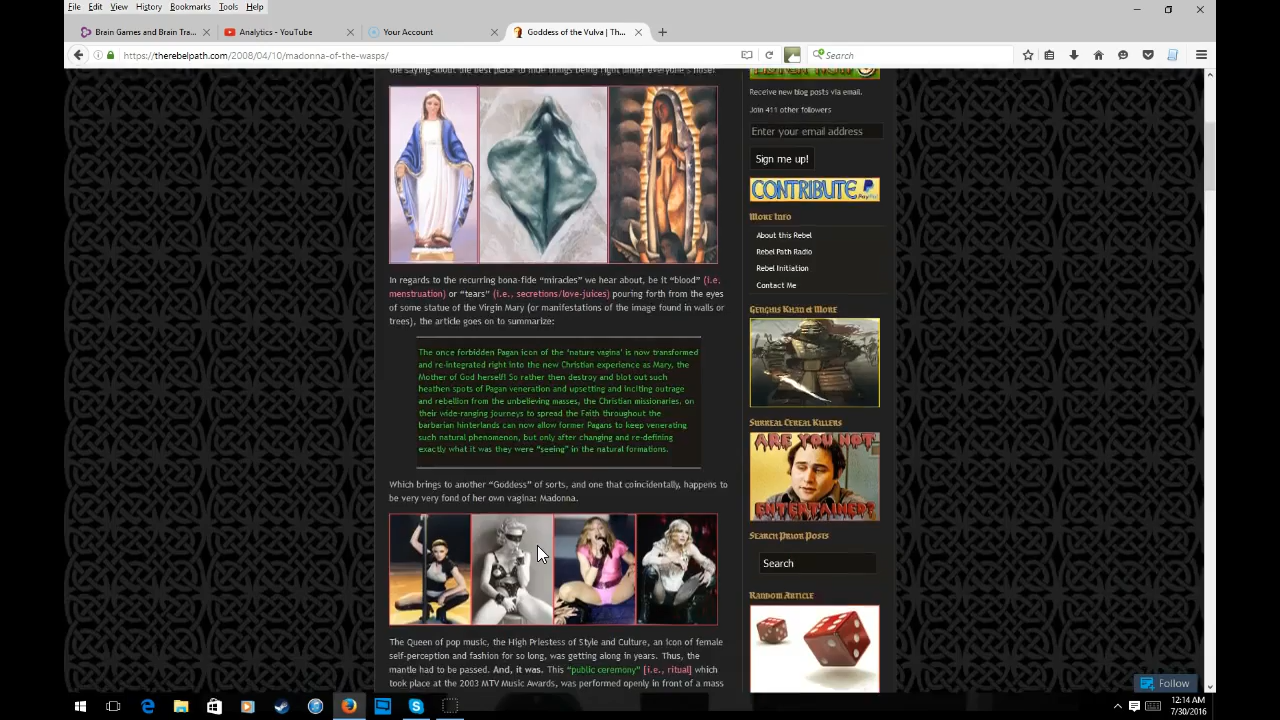 File Edit View History Bookmarks Tools Help
Brain Games and Brain Tra...
Analytics - YouTube
Your Account
Goddess of the Vulva | Th...
https://therebelpath.com/2008/04/10/madonna-of-the-wasps/
Search
the saying about the best place to hide things being right under everyone's nose!
In regards to the recurring bona-fide “miracles” we hear about, be it “blood” (i.e,
menstruation) or “tears” (i.e., secretions/love-juices) pouring forth from the eyes
of some statue of the Virgin Mary (or manifestations of the image found in walls or
trees), the article goes on to summarize:
The once forbidden Pagan icon of the ‘nature vagina’ is now transformed
and re-integrated right into the new Christian experience as Mary, the
Mother of God herself! So rather then destroy and blot out such
heathen spots of Pagan veneration and upsetting and inciting outrage
and rebellion from the unbelieving masses, the Christian missionaries, on
their wide-ranging journeys to spread the Faith throughout the
barbarian hinterlands can now allow former Pagans to keep venerating
such natural phenomenon, but only after changing and re-defining
exactly what it was they were “seeing” in the natural formations.
Which brings to another “Goddess” of sorts, and one that coincidentally, happens to
be very very fond of her own vagina: Madonna.
The Queen of pop music, the High Priestess of Style and Culture, an icon of female
self-perception and fashion for so long, was getting along in years. Thus, the
mantle had to be passed. And, it was. This “public ceremony” [i.e., ritual] which
took place at the 2003 MTV Music Awards, was performed openly in front of a mass
Receive new blog posts via email.
Join 411 other followers
Enter your email address
Sign me up!
CONTRIBUTE PayPal
More Info
About this Rebel
Rebel Path Radio
Rebel Initiation
Contact Me
Genghis Khan & More
Surreal Cereal Killers
ARE YOU NOT
ENTERTAINED?
Search Prior Posts
Search
Random Article
Follow
12:14 AM
7/30/2016